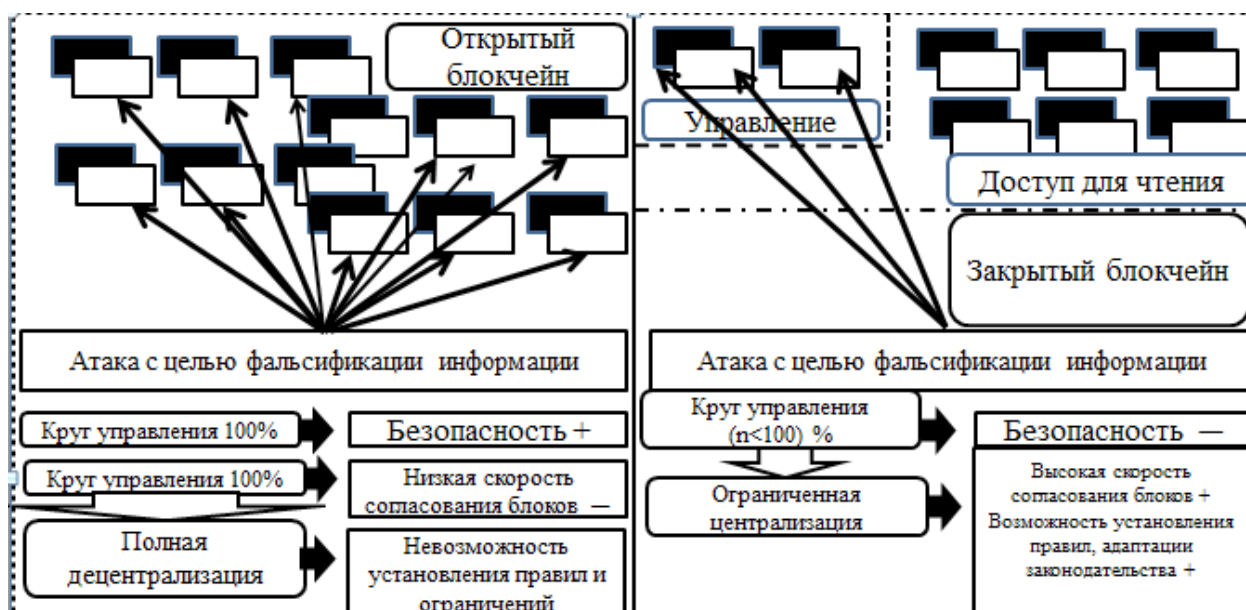 Открытый
блокчейн
Управление
Доступ для чтения
Закрытый блокчейн
Атака с целью фальсификации информации
Атака с целью фальсификации информации
Круг управления 100%
Безопасность +
Круг управления 100%
Низкая скорость
согласования блоков —
Полная
децентрализация
Невозможность
установления правил и
ограничений
Круг управления
(n<100) %
Безопасность —
Ограниченная
централизация
Высокая скорость
согласования блоков +
Возможность установления
правил, адаптации
законодательства +